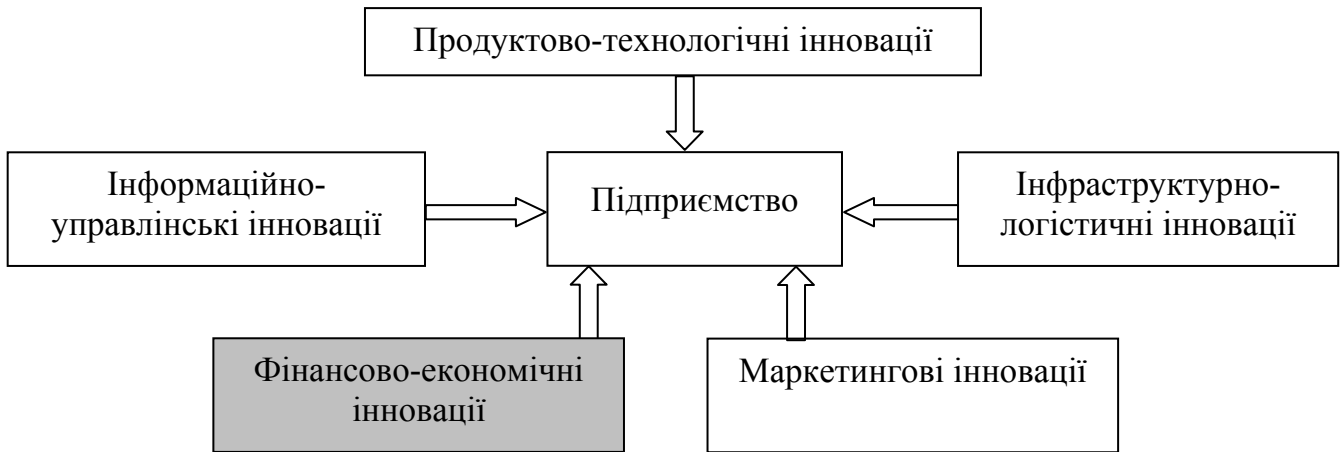 Продуктово-технологічні інновації
Інформаційно-
управлінські інновації
Підприємство
Інфраструктурно-
логістичні інновації
Фінансово-економічні
інновації
Маркетингові інновації